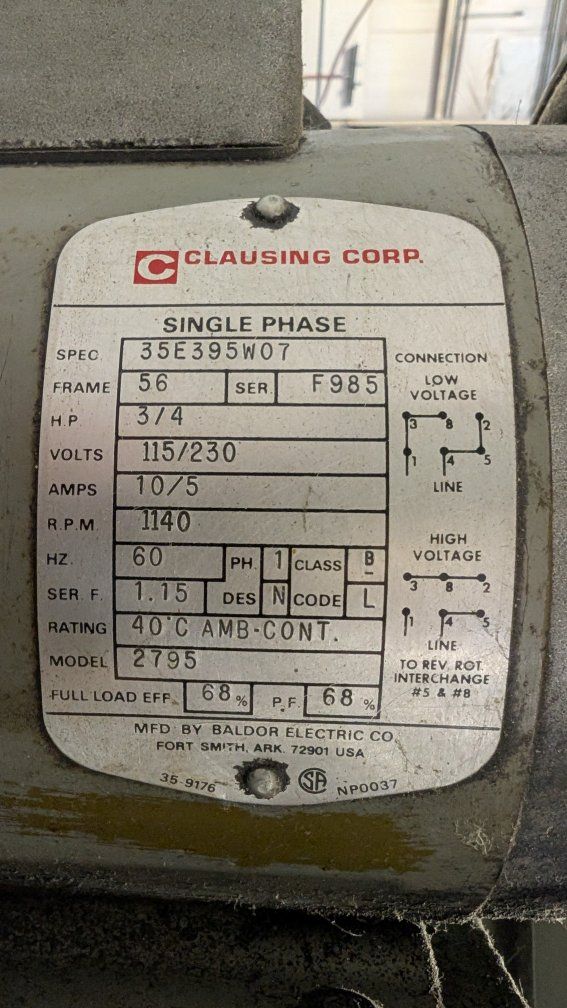 C CLAUSING CORP.
SINGLE PHASE
SPEC. 35E395W07
FRAME 56 SER F985
H.P. 3/4
VOLTS 115/230
AMPS 10/5
R.P.M. 1140
HZ. 60 PH. 1 CLASS B
SER. F. 1.15 DES N CODE L
RATING 40°C AMB-CONT.
MODEL 2795
FULL LOAD EFF. 68 % P.F. 68 %
CONNECTION
LOW
VOLTAGE
3 8 2
1 4 5
LINE
HIGH
VOLTAGE
3 8 2
1 4 5
LINE
TO REV. ROT.
INTERCHANGE
#5 & #8
MFD. BY BALDOR ELECTRIC CO.
FORT SMITH, ARK. 72901 USA
35-9176 SA NP0037